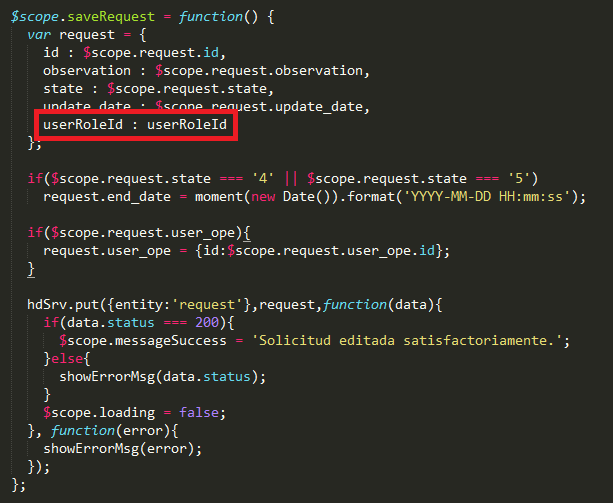 $scope.saveRequest = function() {
var request = {
id : $scope.request.id,
observation : $scope.request.observation,
state : $scope.request.state,
update_date : $scope.request.update_date,
userRoleId : userRoleId
};
if($scope.request.state === '4' || $scope.request.state === '5')
request.end_date = moment(new Date()).format('YYYY-MM-DD HH:mm:ss');
if($scope.request.user_ope){
request.user_ope = {id:$scope.request.user_ope.id};
}
hdSrv.put({entity:'request'},request,function(data){
if(data.status === 200){
$scope.messageSuccess = 'Solicitud editada satisfactoriamente.';
}else{
showErrorMsg(data.status);
}
$scope.loading = false;
}, function(error){
showErrorMsg(error);
});
};